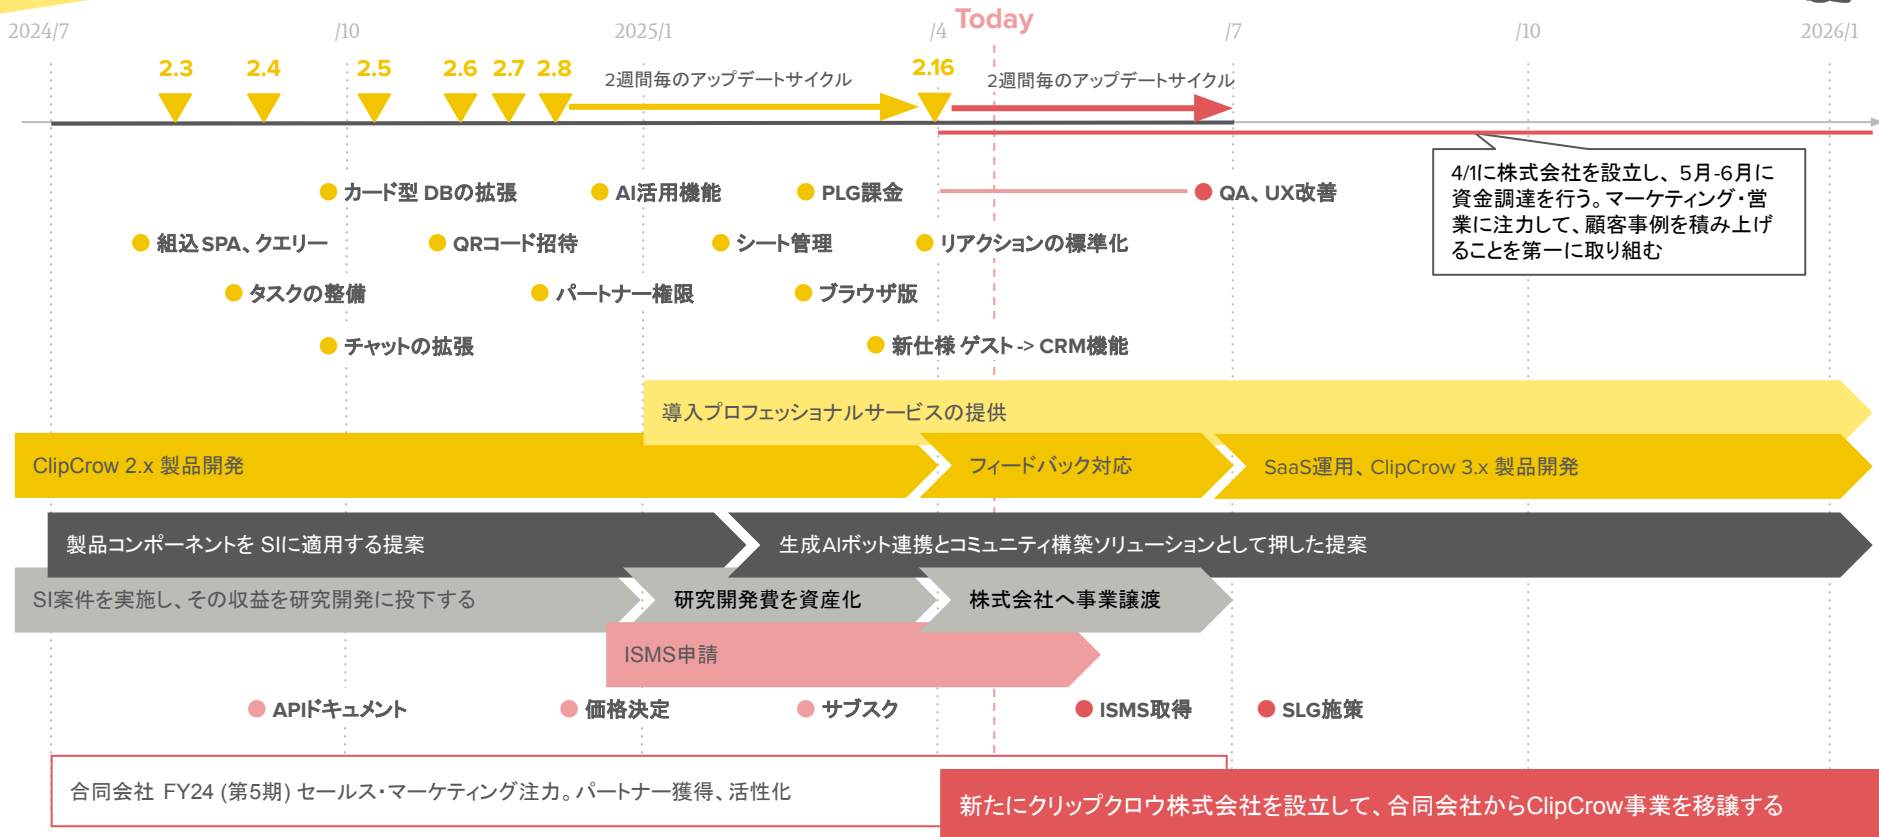 Today
2024/7 /10 2025/1 /4 /7 /10 2026/1
2.3 2.4 2.5 2.6 2.7 2.8 2.16
2週間毎のアップデートサイクル 2週間毎のアップデートサイクル
4/1に株式会社を設立し、5月-6月に
資金調達を行う。マーケティング・営
業に注力して、顧客事例を積み上げ
ることを第一に取り組む
カード型 DBの拡張 AI活用機能 PLG課金 QA、UX改善
組込SPA、クエリー QRコード招待 シート管理 リアクションの標準化
タスクの整備 パートナー権限 ブラウザ版
チャットの拡張 新仕様 ゲスト -> CRM機能
導入プロフェッショナルサービスの提供
ClipCrow 2.x 製品開発 フィードバック対応 SaaS運用、ClipCrow 3.x 製品開発
製品コンポーネントを SIに適用する提案 生成AIボット連携とコミュニティ構築ソリューションとして押した提案
SI案件を実施し、その収益を研究開発に投下する 研究開発費を資産化 株式会社へ事業譲渡
ISMS申請
APIドキュメント 価格決定 サブスク ISMS取得 SLG施策
合同会社 FY24 (第5期) セールス・マーケティング注力。パートナー獲得、活性化
新たにクリップクロウ株式会社を設立して、合同会社からClipCrow事業を移譲する